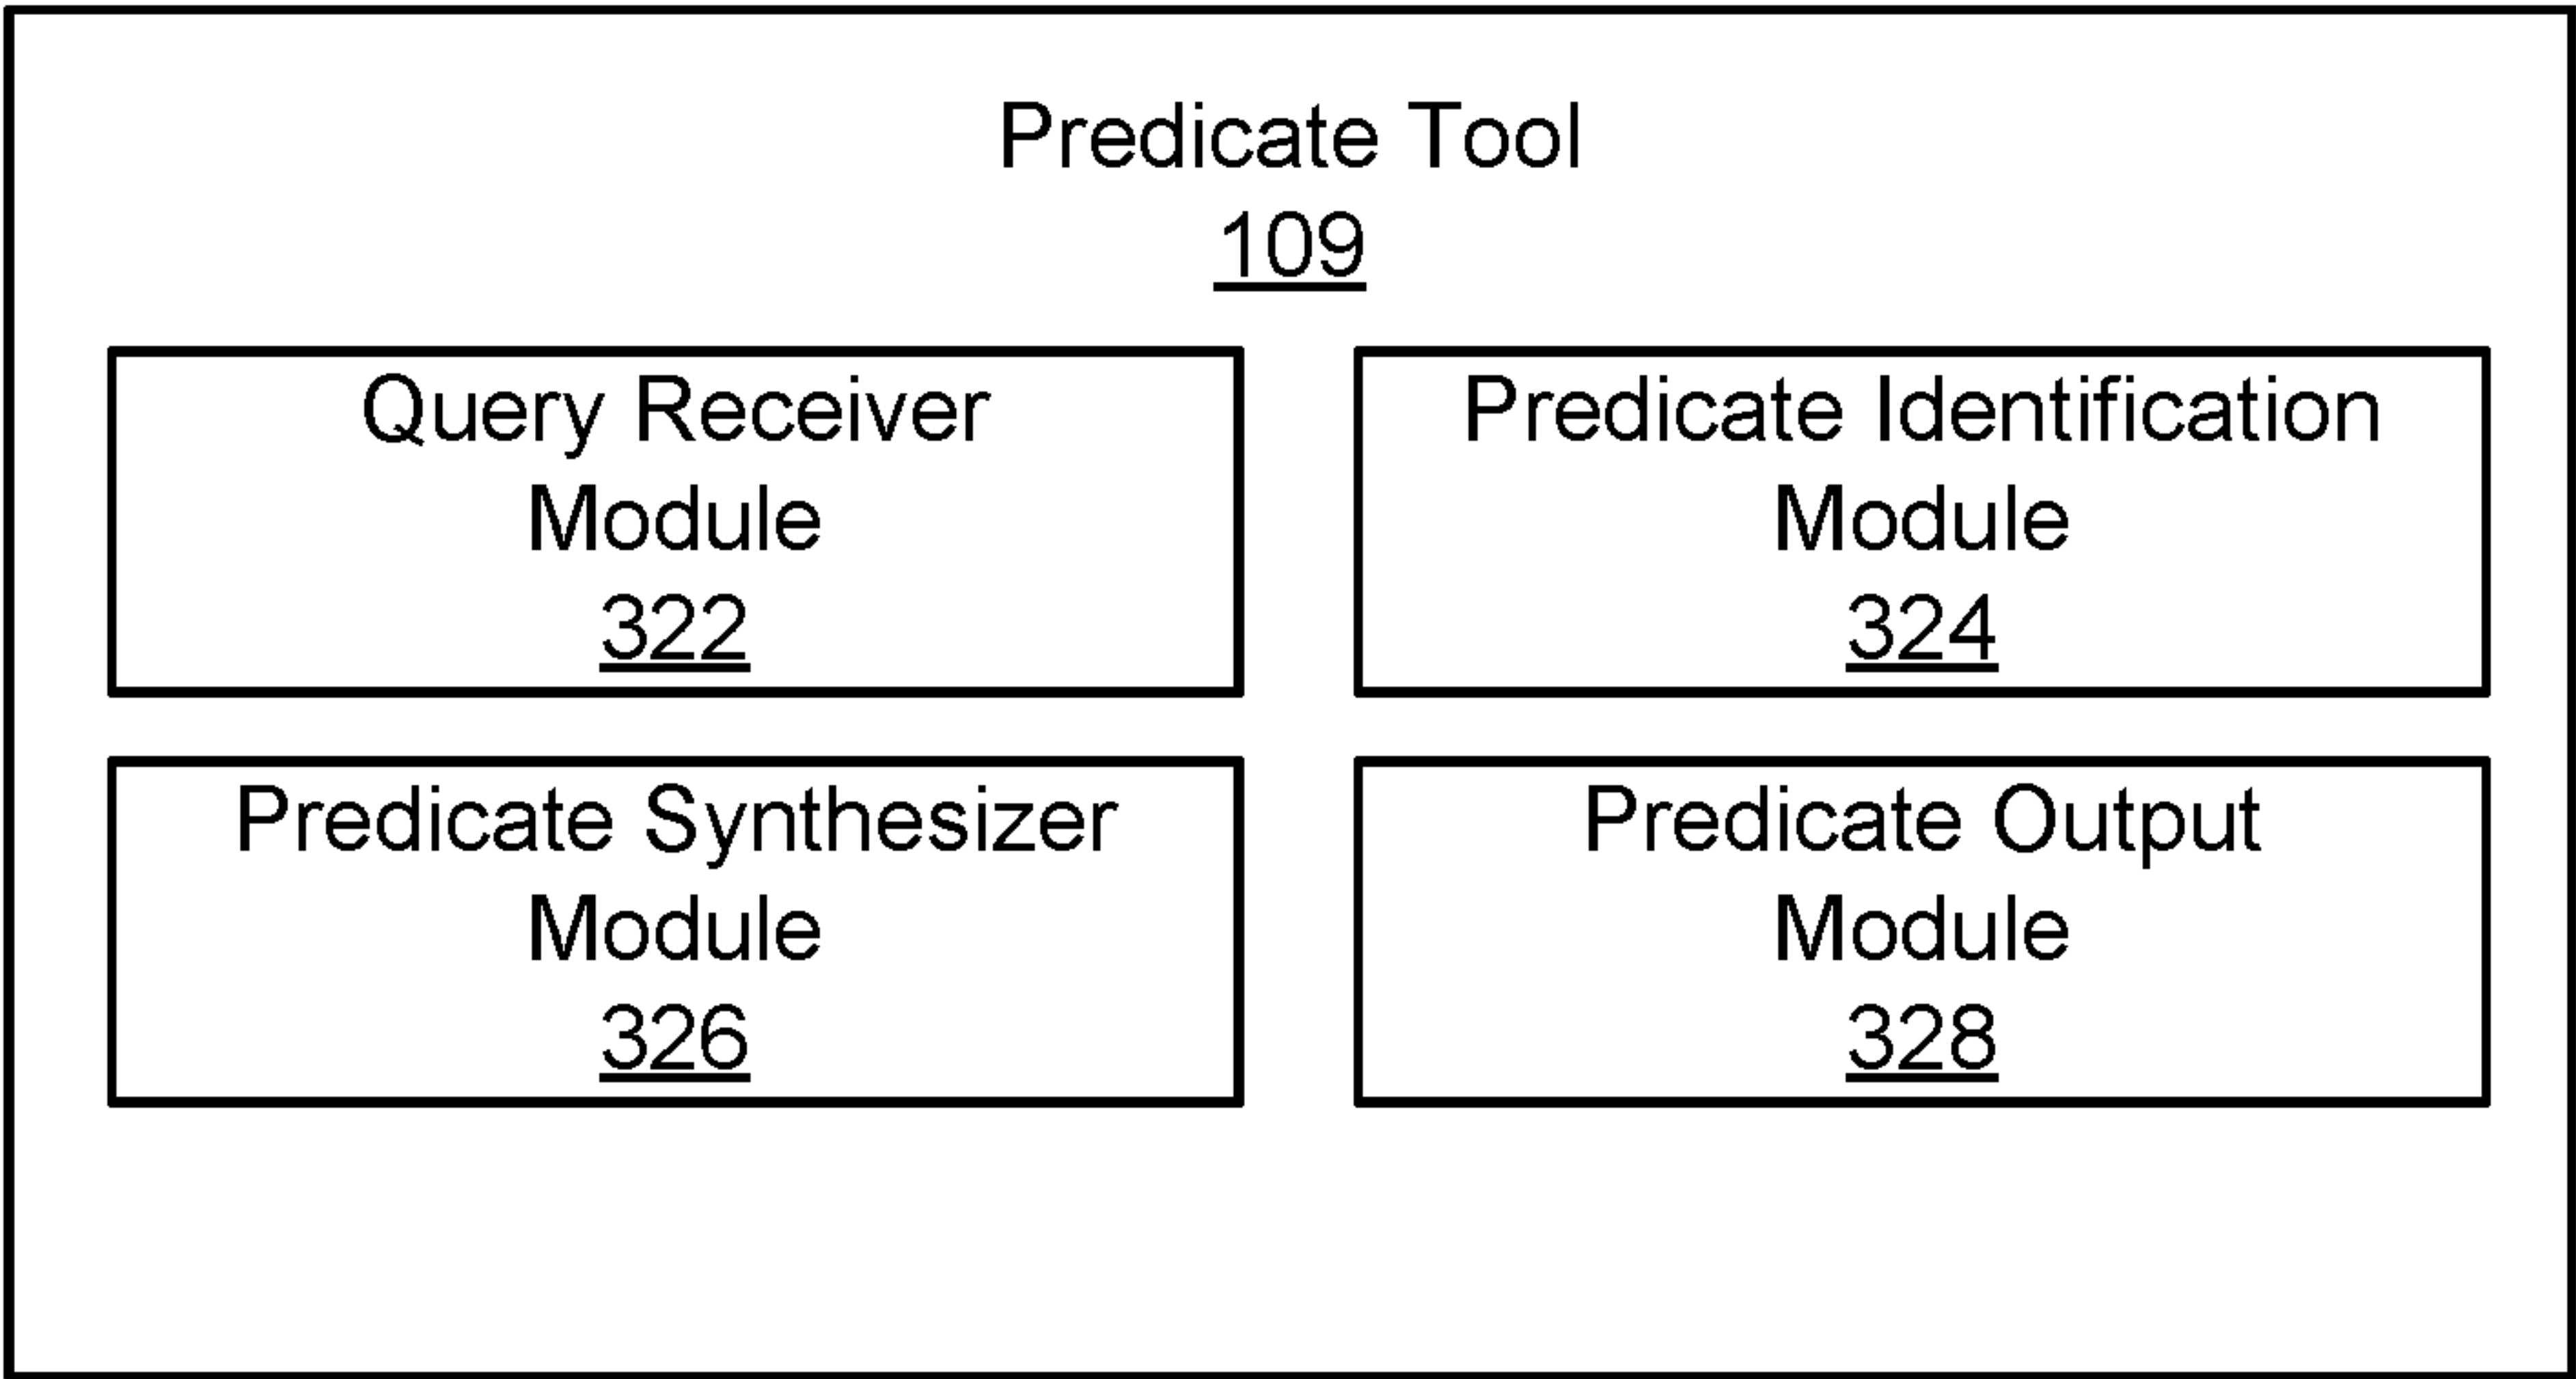 Predicate Tool
109
Query Receiver
Module
322
Predicate Identification
Module
324
Predicate Synthesizer
Module
326
Predicate Output
Module
328